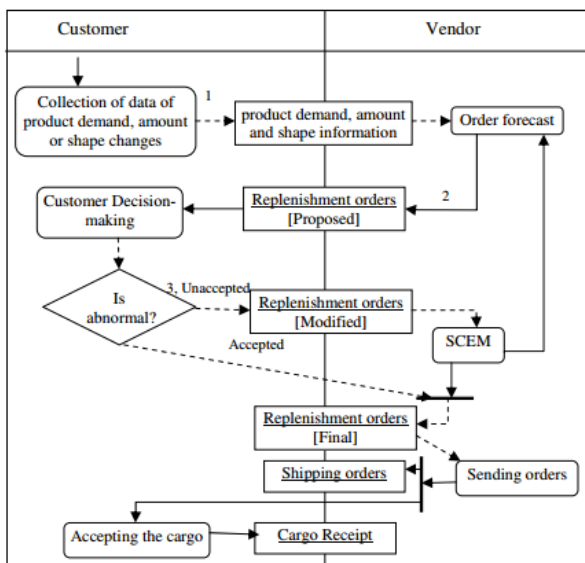 Customer
Vendor
Collection of data of
product demand, amount
or shape changes
1
product demand, amount
and shape information
Order forecast
Customer Decision-
making
Replenishment orders
[Proposed]
2
Is
abnormal?
3, Unaccepted
Replenishment orders
[Modified]
SCEM
Accepted
Replenishment orders
[Final]
Shipping orders
Sending orders
Accepting the cargo
Cargo Receipt